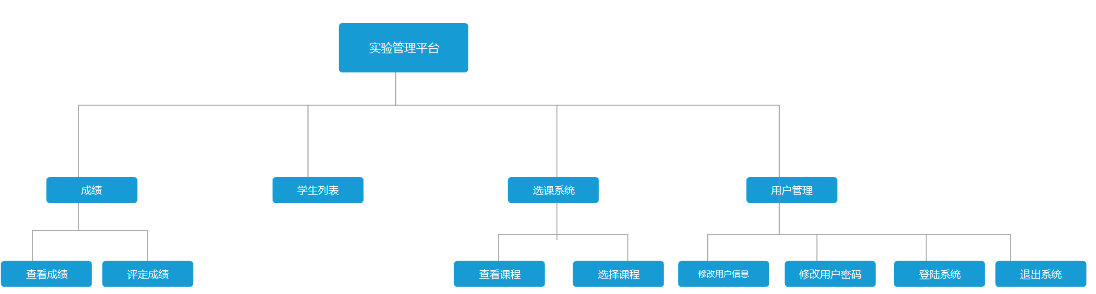 实验管理平台
成绩
学生列表
选课系统
用户管理
查看成绩
评定成绩
查看课程
选择课程
修改用户信息
修改用户密码
登陆系统
退出系统